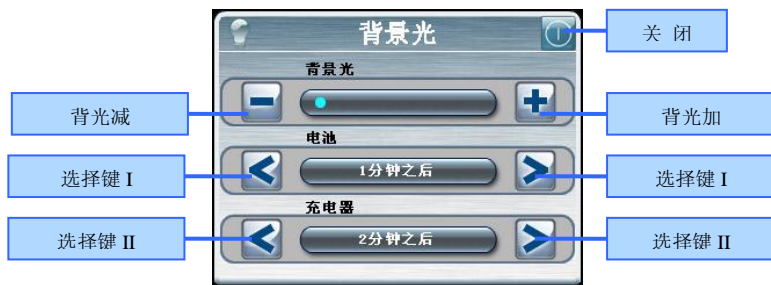 背景光
关 闭
背景光
背光减
背光加
电池
选择键 I
1分钟之后
选择键 I
充电器
选择键 II
2分钟之后
选择键 II